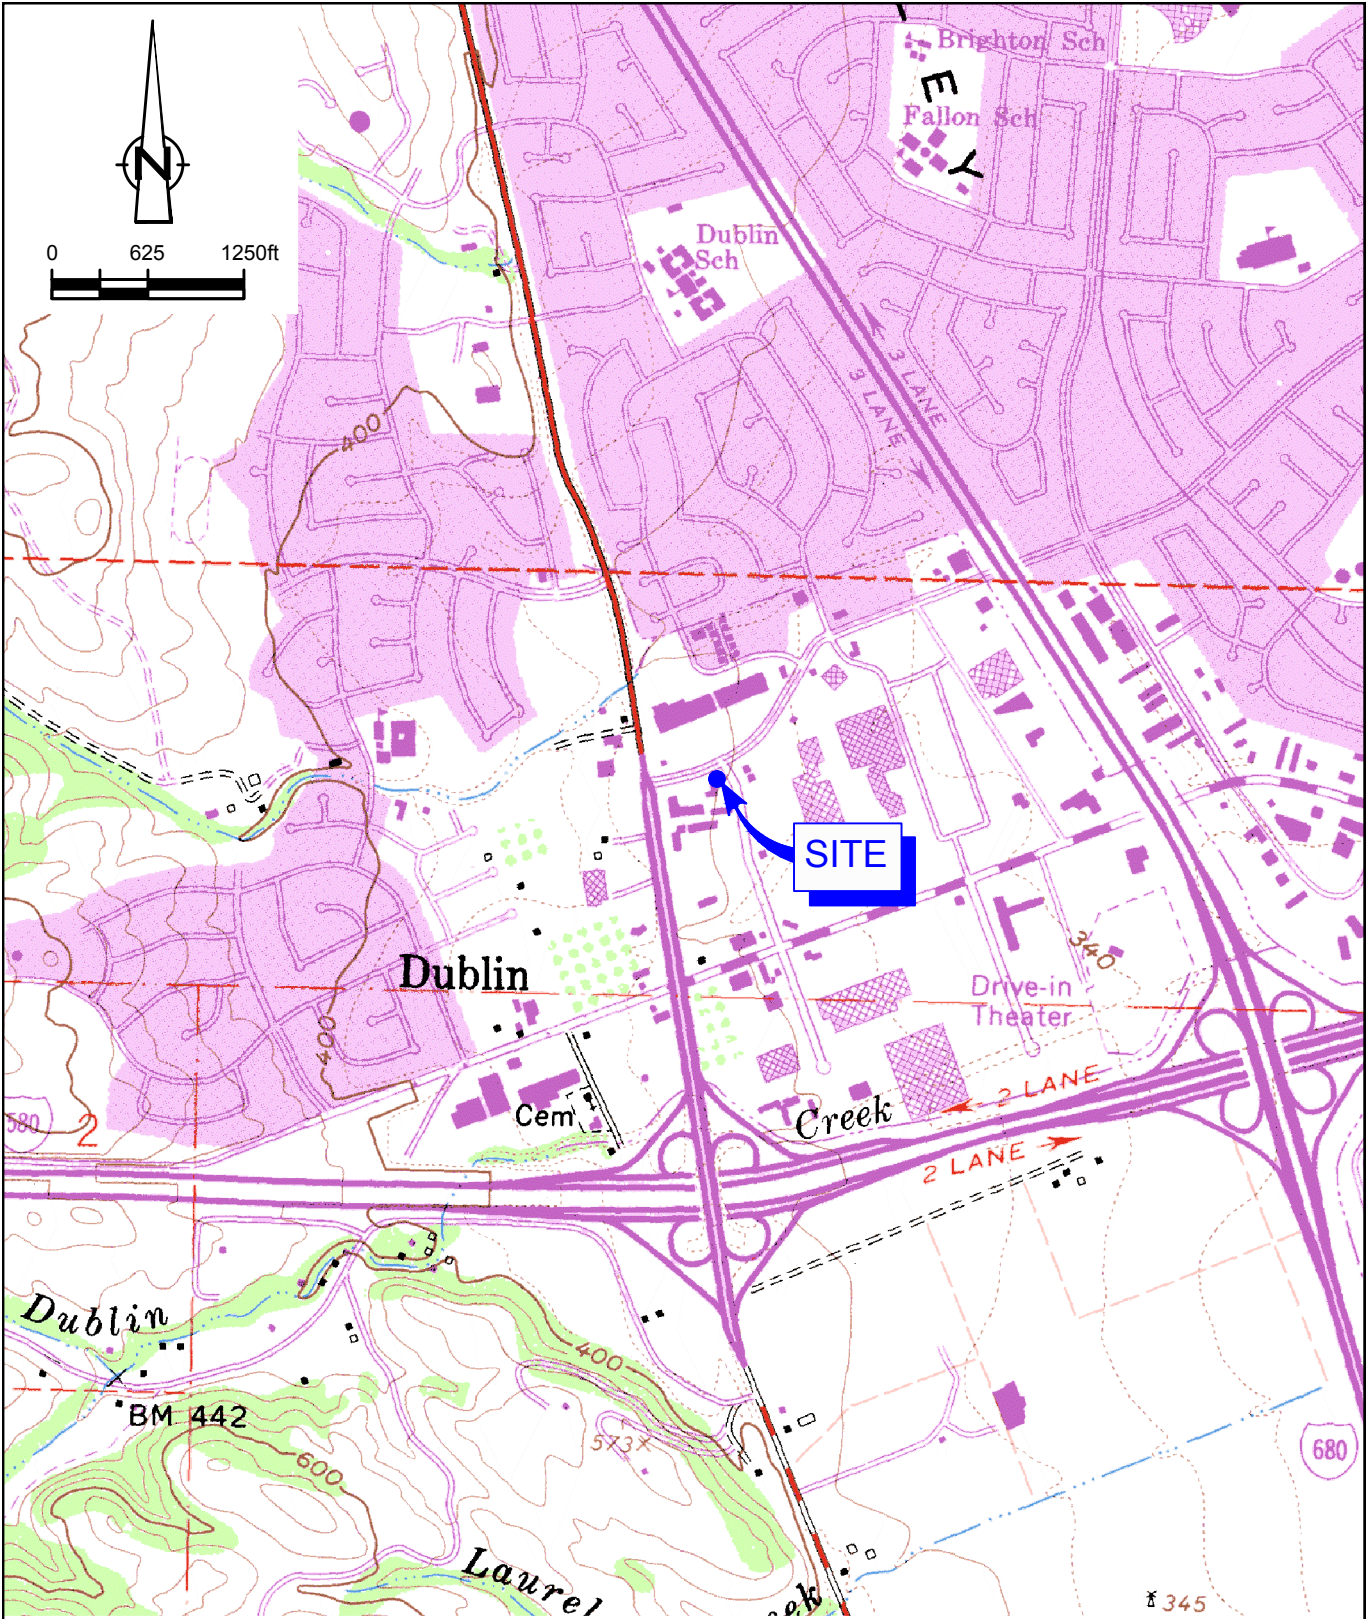 Brighton Sch
E
Fallon Sch
Y
N
0 625 1250ft
Dublin
Sch
3 LANE
3 LANE
400
SITE
Dublin
340
Drive-in
Theater
400
2 LANE
580
2
Cem
Creek
2 LANE
Dublin
400
BM 442
573
680
600
Laurel
eek
345